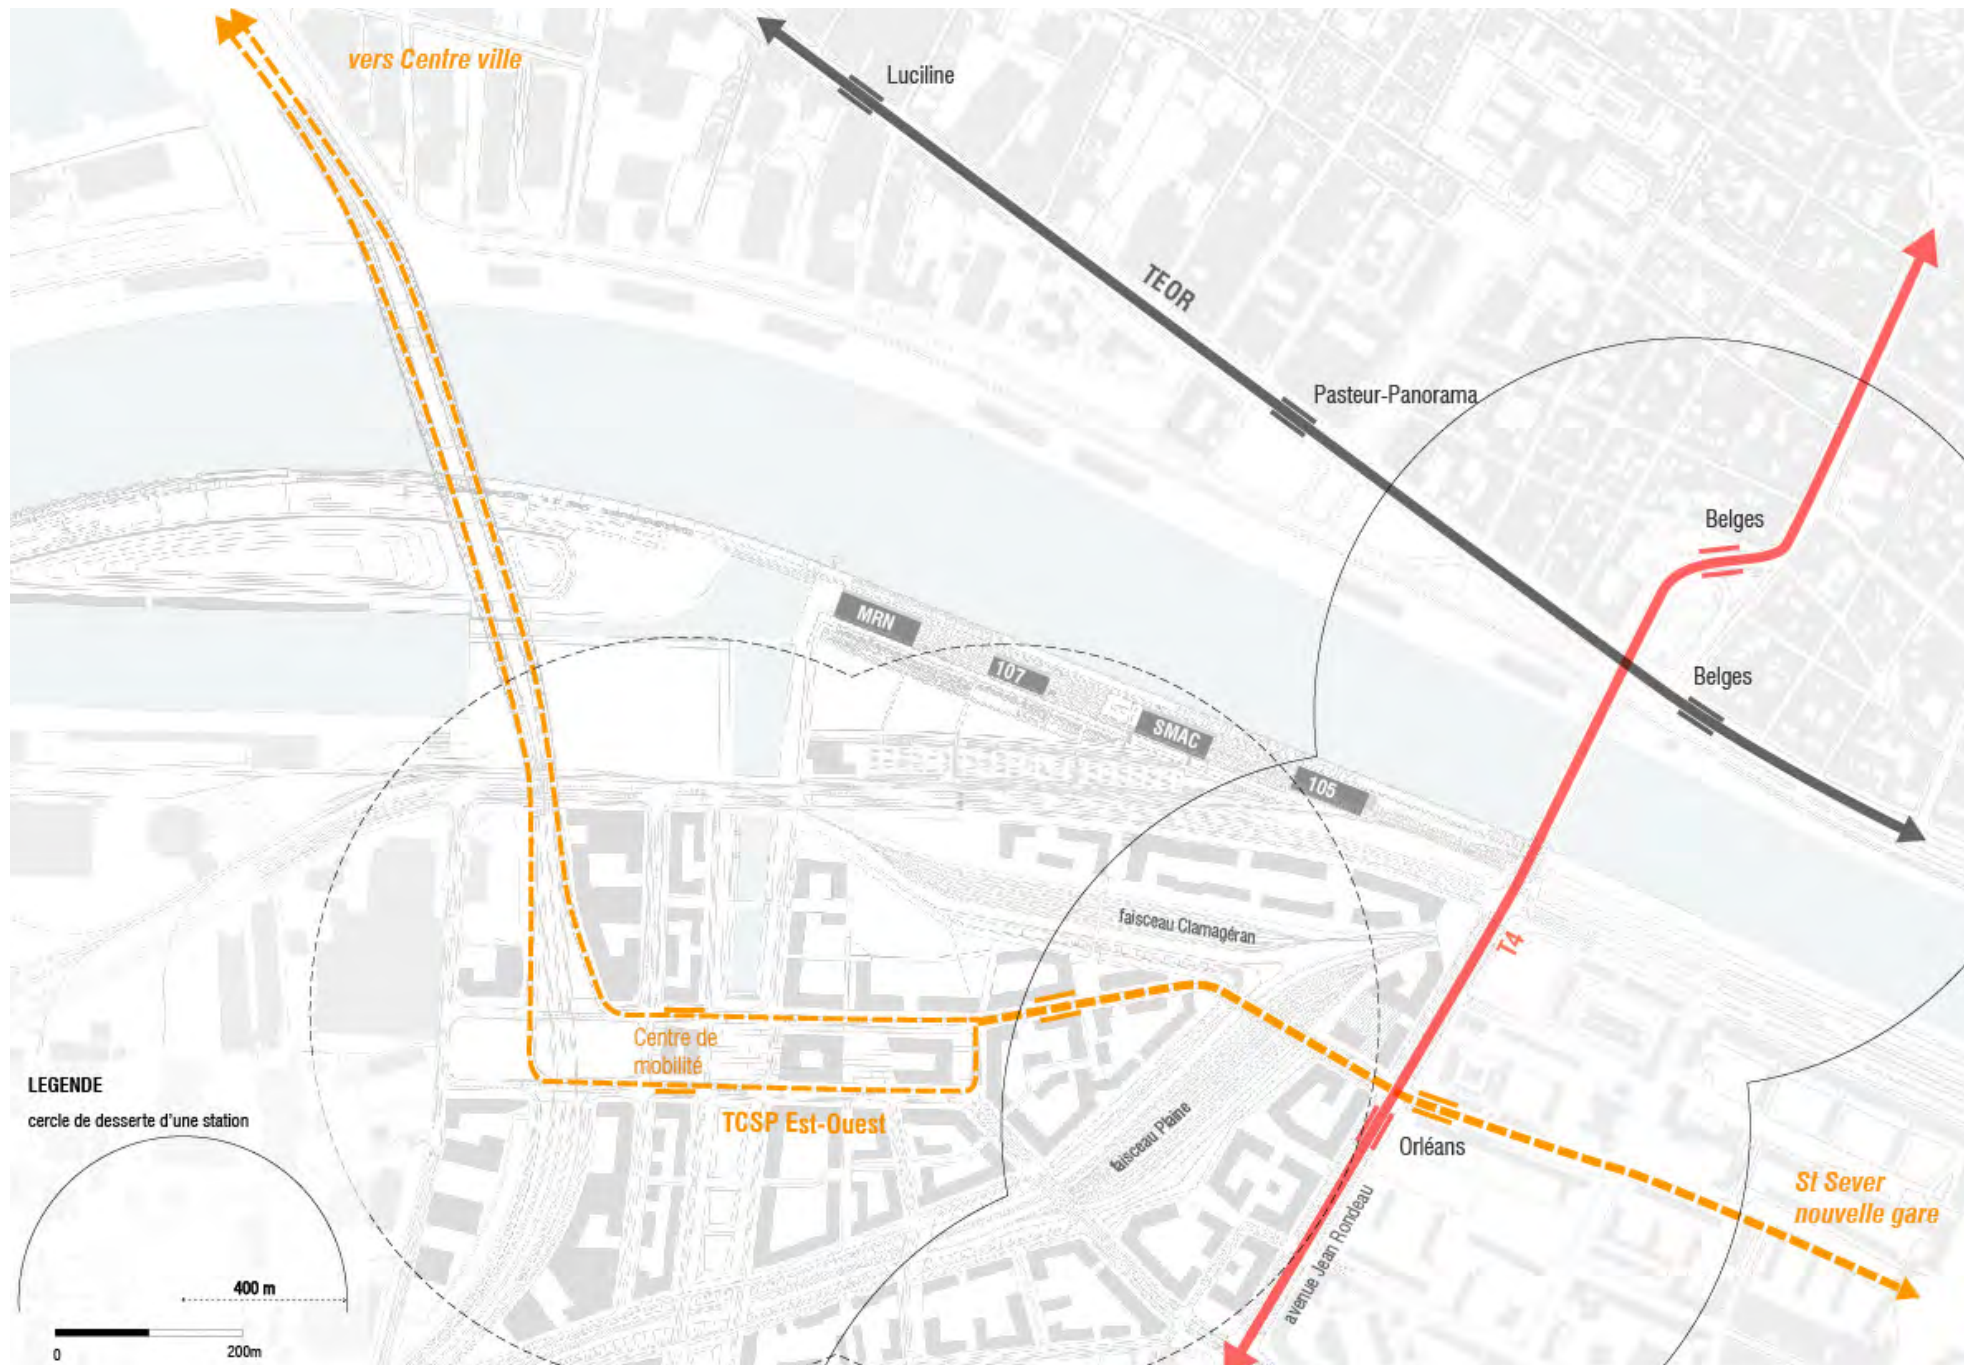 vers Centre ville
Luciline
TEOR
Pasteur-Panorama
Belges
Belges
MRN
107
SMAC
105
faisceau Clamagéran
T4
Centre de
mobilité
TCSP Est-Ouest
faisceau Plaine
Orléans
avenue Jean Rondeau
St Sever
nouvelle gare
LEGENDE
cercle de desserte d'une station
400 m
0
200m